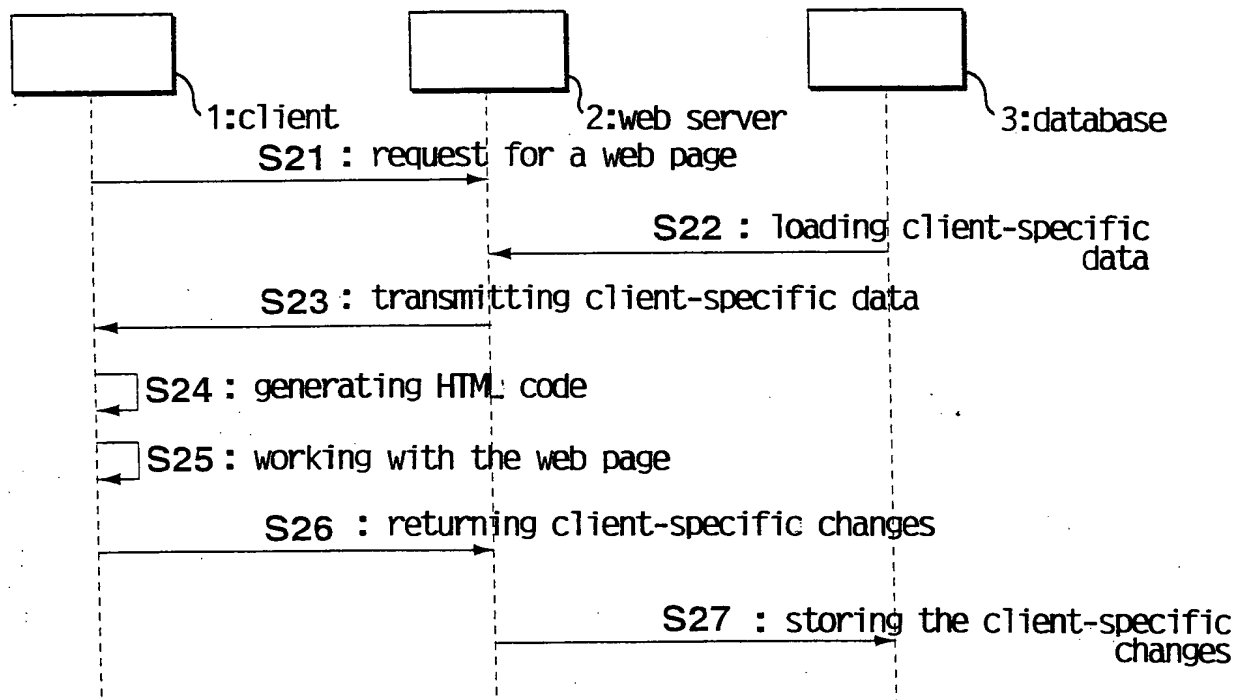 1:client
2:web server
3:database
S21 : request for a web page
S22 : loading client-specific
data
S23 : transmitting client-specific data
S24 : generating HTML code
S25 : working with the web page
S26 : returning client-specific changes
S27 : storing the client-specific
changes